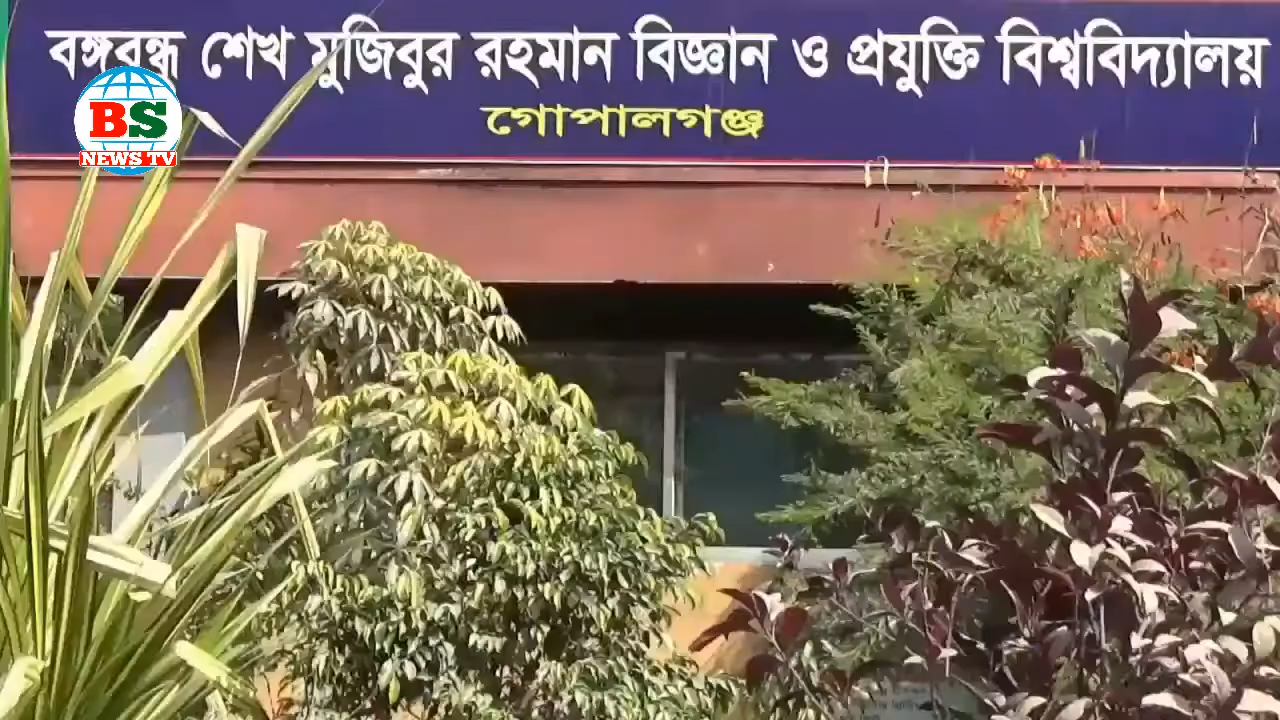 বঙ্গবন্ধু শেখ মুজিবুর রহমান বিজ্ঞান ও প্রযুক্তি বিশ্ববিদ্যালয়
গোপালগঞ্জ
BS
NEWS TV